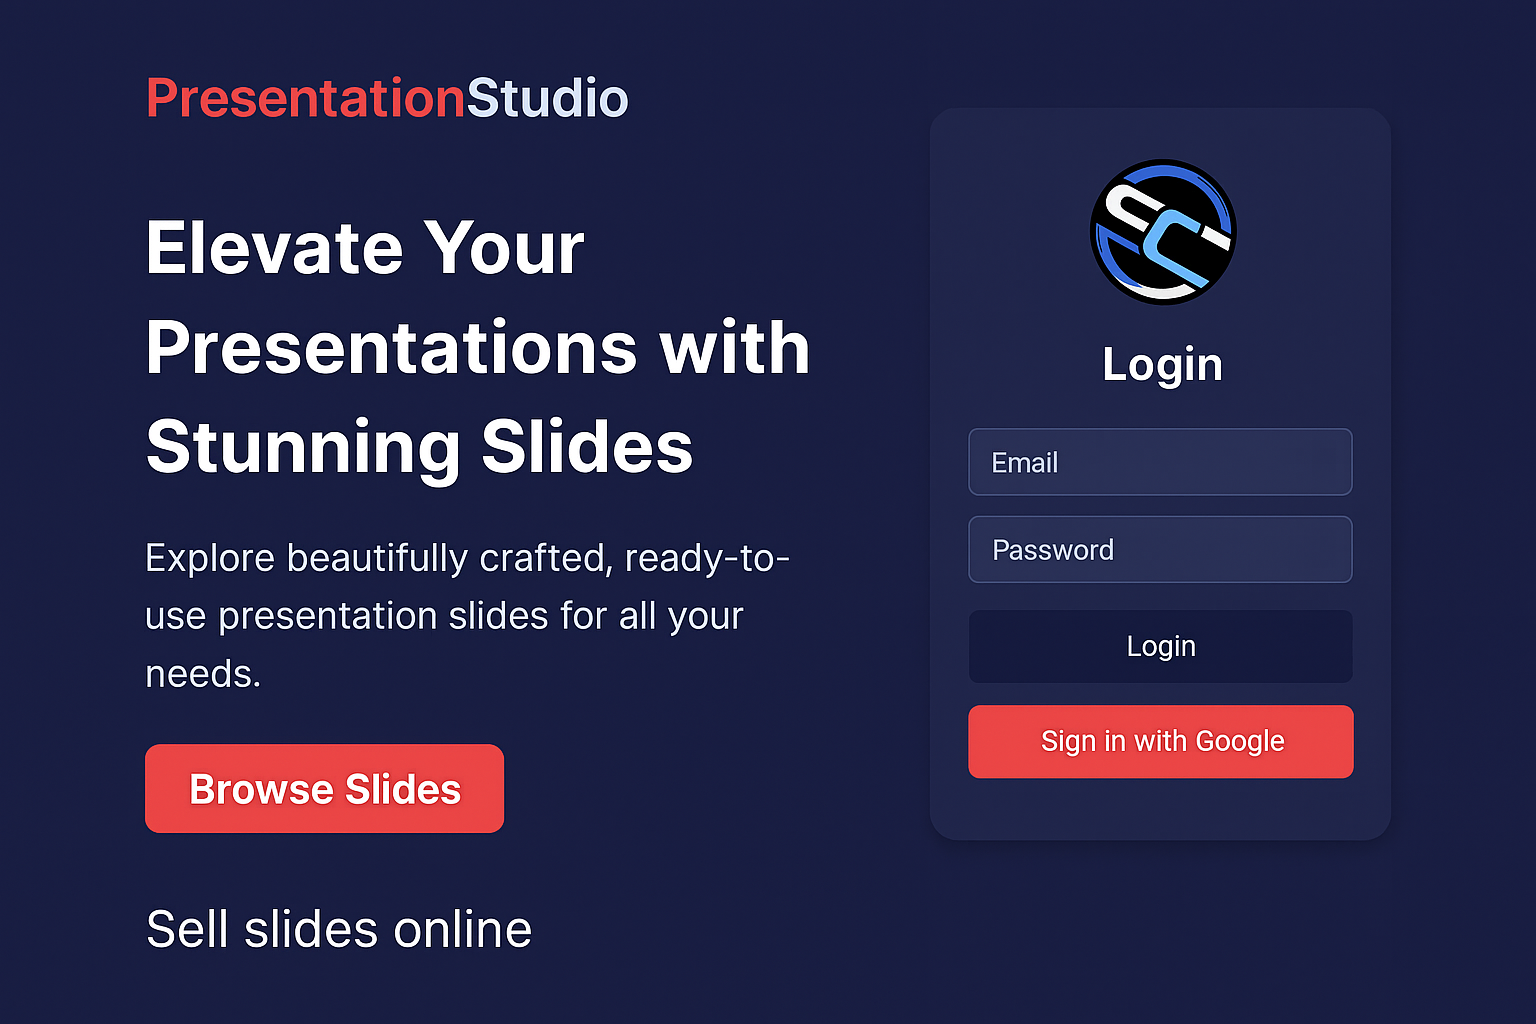 PresentationStudio
Elevate Your
Presentations with
Stunning Slides
Explore beautifully crafted, ready-to-
use presentation slides for all your
needs.
Browse Slides
Sell slides online
Login
Email
Password
Login
Sign in with Google